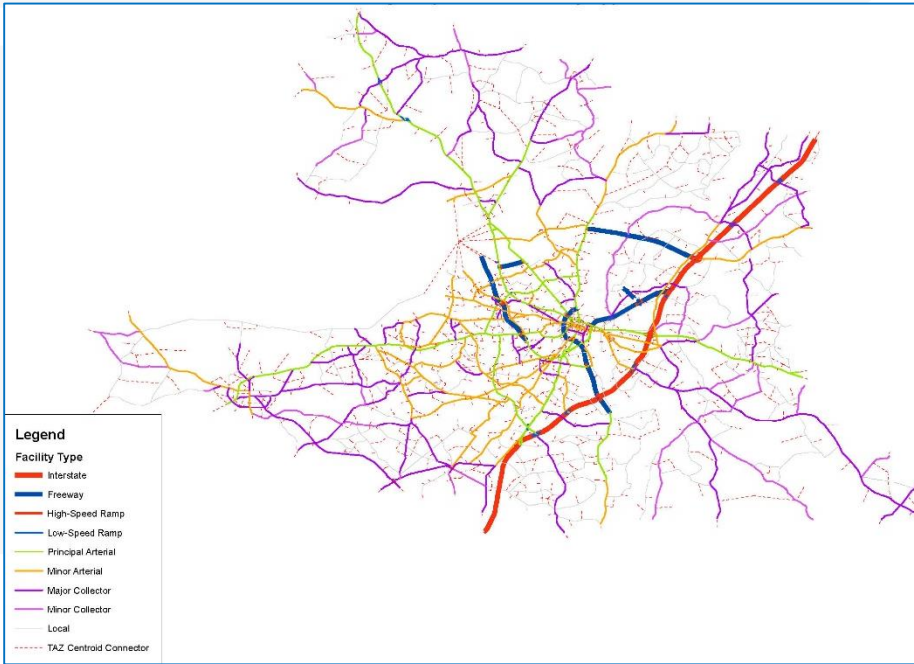 Legend
Facility Type
Interstate
Freeway
High-Speed Ramp
Low-Speed Ramp
Principal Arterial
Minor Arterial
Major Collector
Minor Collector
Local
TAZ Centroid Connector